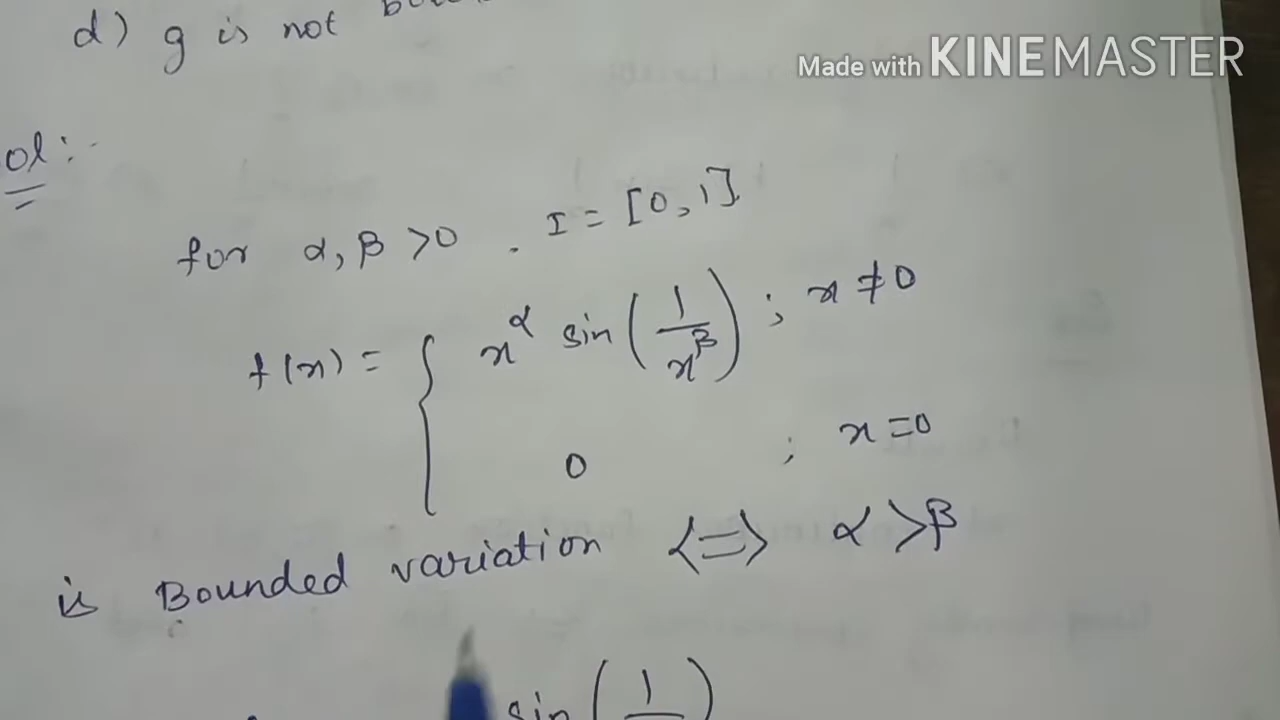 d) g is not
Made with KINEMASTER
ol:-
for α, β >0 . I = [0, 1]
f(x) = { x^α sin(1/x^β) ; x ≠ 0
0 ; x = 0
is Bounded variation <=> α > β
sin(1